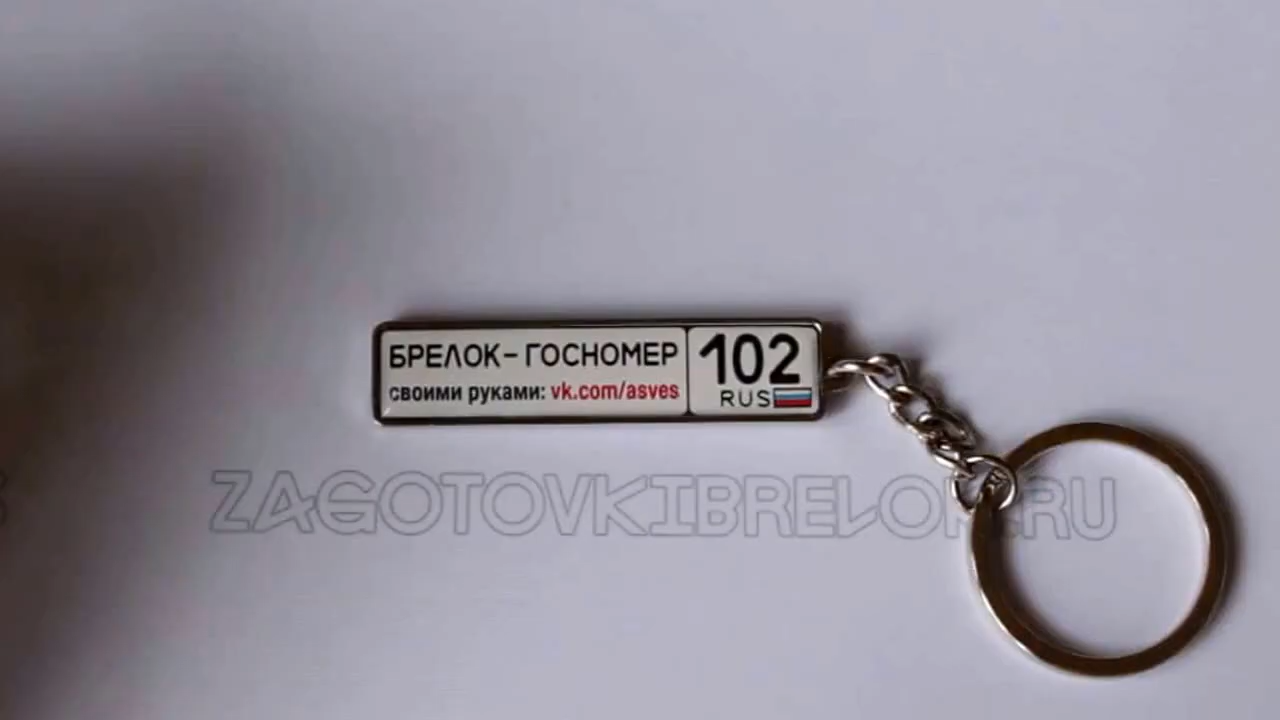 БРЕЛОК-ГОСНОМЕР
своими руками: vk.com/asves
102
RUS
ZAGOTOVKIBRELOK.RU